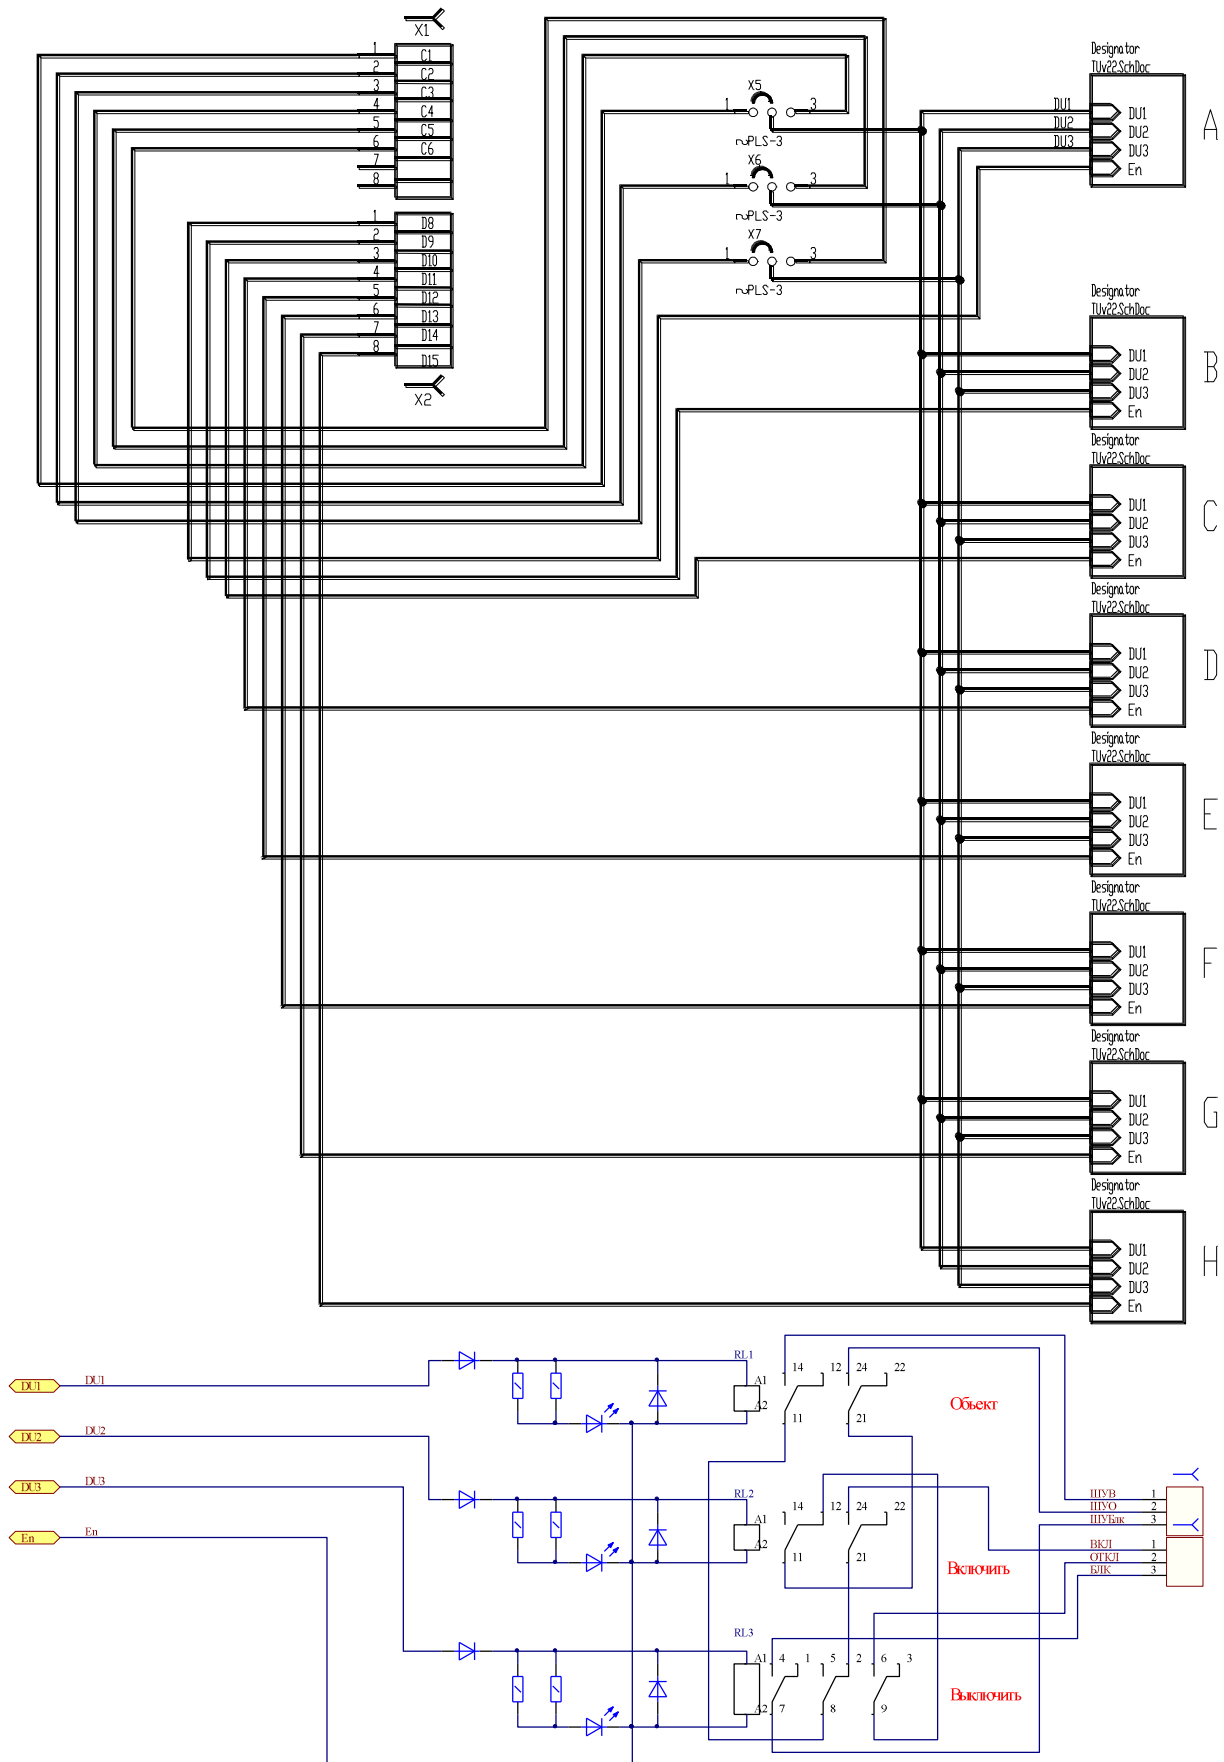 X1
1 C1
2 C2
3 C3
4 C4
5 C5
6 C6
7
8
1 D8
2 D9
3 D10
4 D11
5 D12
6 D13
7 D14
8 D15
X2
X5
1 3
PLS-3
X6
1 3
PLS-3
X7
1 3
PLS-3
Designator
TUv22.SchDoc
DU1 DU1
DU2 DU2
DU3 DU3
En
A
Designator
TUv22.SchDoc
DU1
DU2
DU3
En
B
Designator
TUv22.SchDoc
DU1
DU2
DU3
En
C
Designator
TUv22.SchDoc
DU1
DU2
DU3
En
D
Designator
TUv22.SchDoc
DU1
DU2
DU3
En
E
Designator
TUv22.SchDoc
DU1
DU2
DU3
En
F
Designator
TUv22.SchDoc
DU1
DU2
DU3
En
G
Designator
TUv22.SchDoc
DU1
DU2
DU3
En
H
DU1 DU1
DU2 DU2
DU3 DU3
En En
RL1
A1
A2
14 12 24 22
11 21
Обьект
RL2
A1
A2
14 12 24 22
11 21
Включить
RL3
A1 4 1 5 2 6 3
A2 7 8 9
Выключить
ШУВ 1
ШУО 2
ШУБлк 3
ВКЛ 1
ОТКЛ 2
БЛК 3